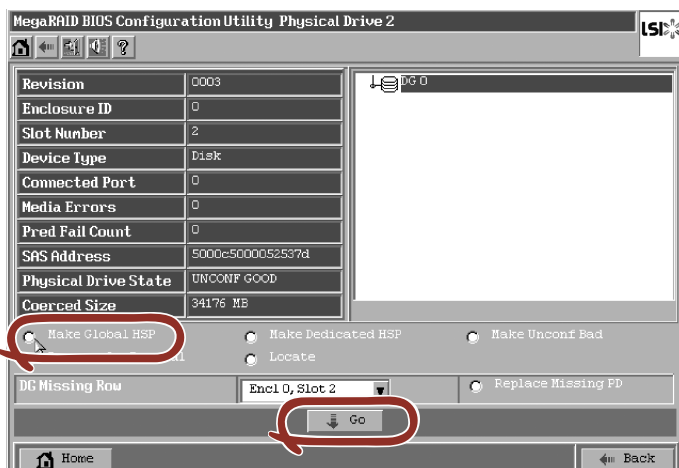 MegaRAID BIOS Configuration Utility Physical Drive 2
LSI
Revision 0003
DG 0
Enclosure ID 0
Slot Number 2
Device Type Disk
Connected Port 0
Media Errors 0
Pred Fail Count 0
SAS Address 5000c5000052537d
Physical Drive State UNCONF GOOD
Coerced Size 34176 MB
Make Global HSP Make Dedicated HSP Make Unconf Bad
Locate
DG Missing Row Encl 0, Slot 2 Replace Missing PD
Go
Home Back